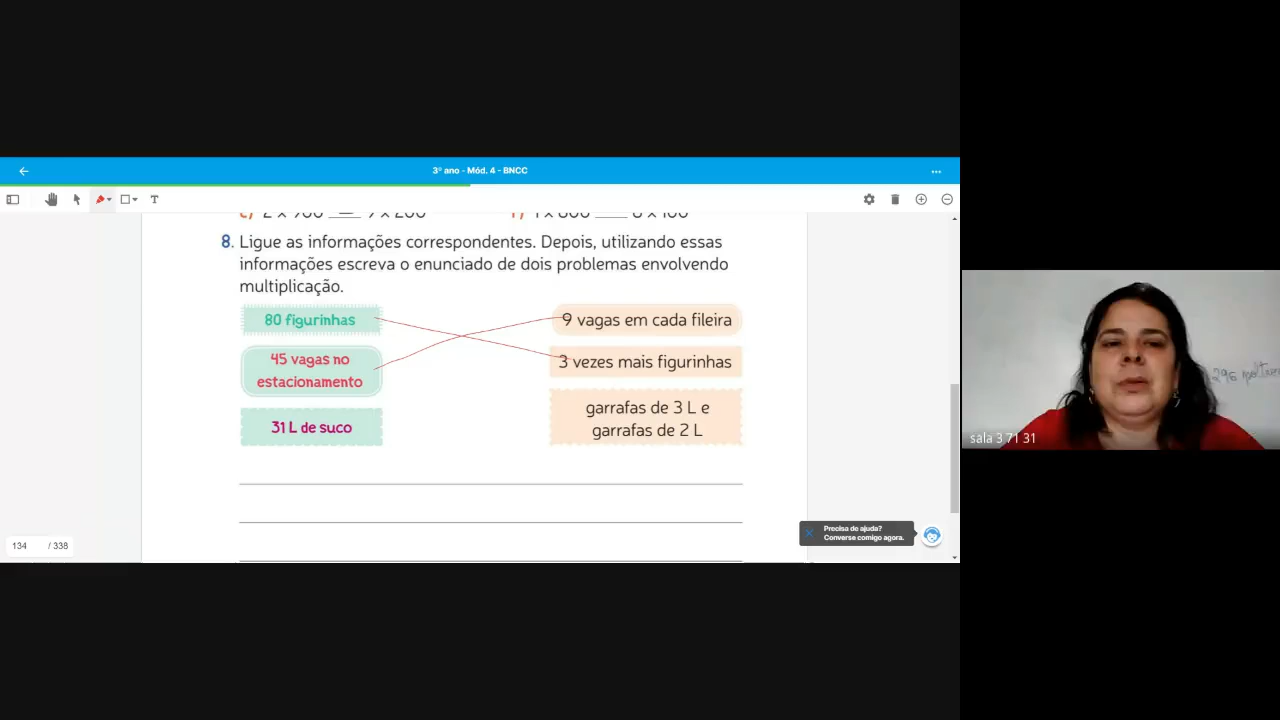 3º ano - Mód. 4 - BNCC
T
8. Ligue as informações correspondentes. Depois, utilizando essas
informações escreva o enunciado de dois problemas envolvendo
multiplicação.
80 figurinhas
9 vagas em cada fileira
45 vagas no
estacionamento
3 vezes mais figurinhas
31 L de suco
garrafas de 3 L e
garrafas de 2 L
296
sala 3 71 31
Precisa de ajuda?
Converse comigo agora.
134 / 338